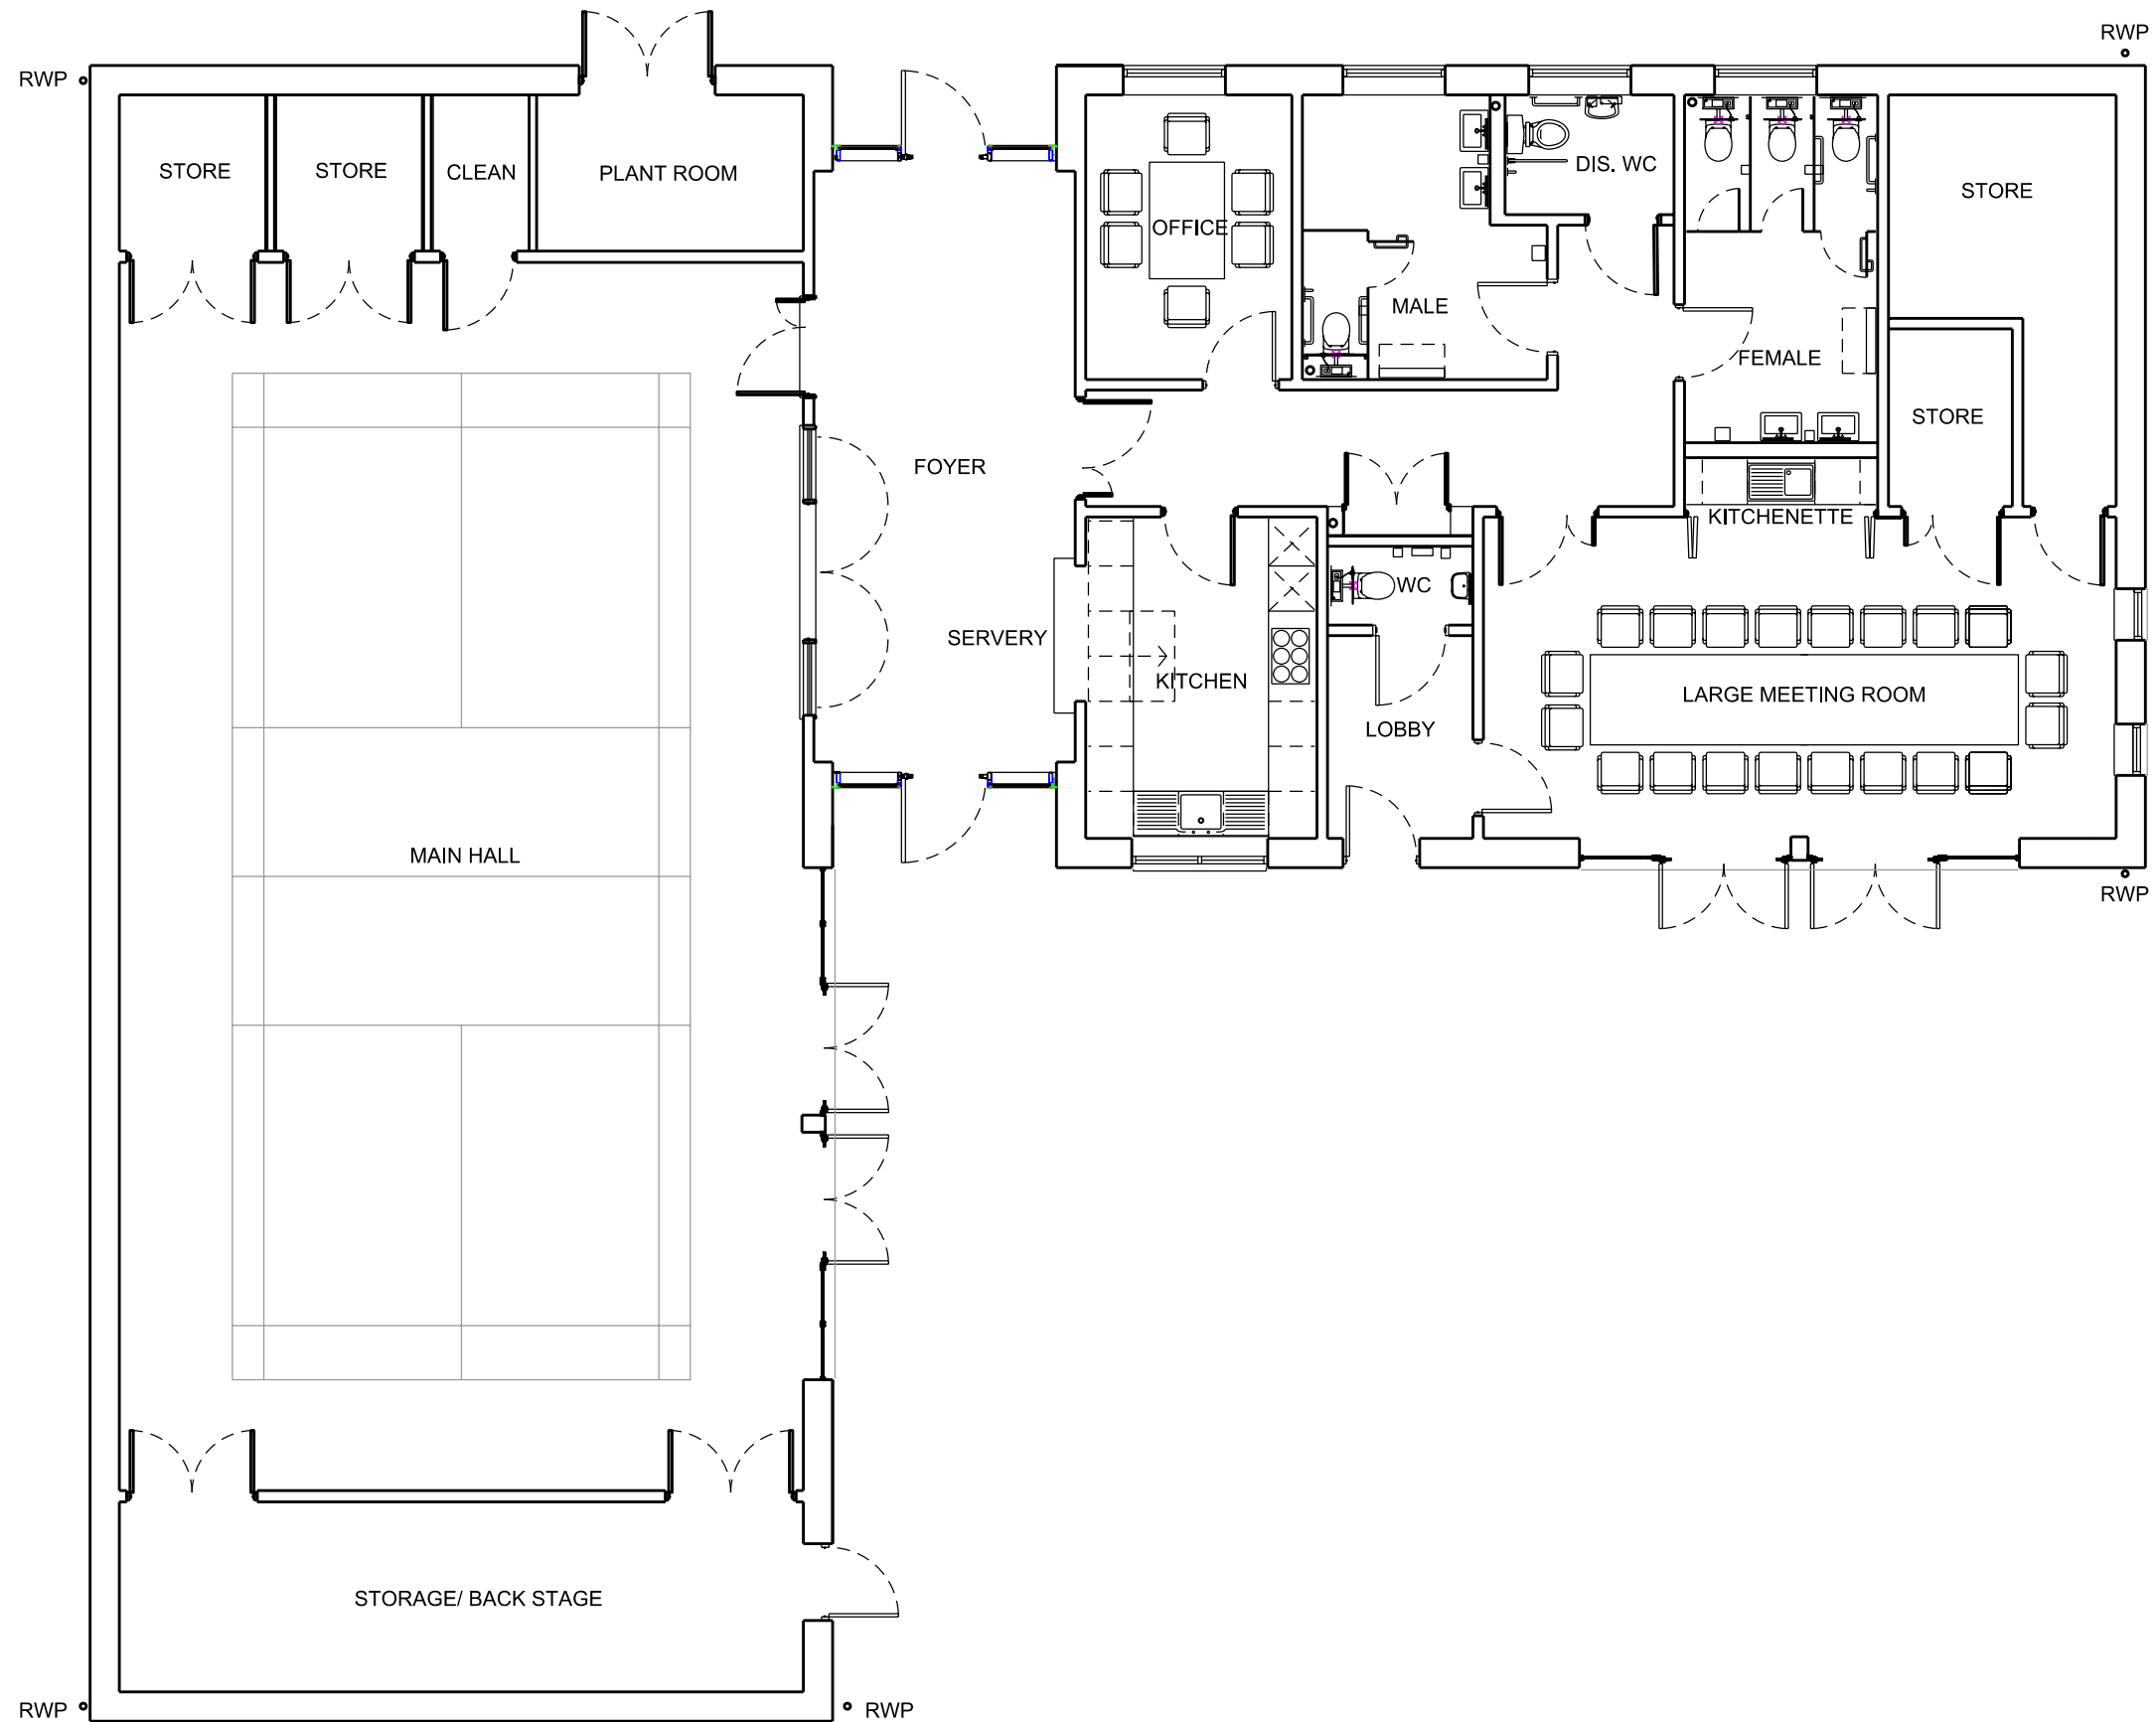 RWP
RWP
STORE
STORE
CLEAN
PLANT ROOM
DIS. WC
STORE
OFFICE
MALE
FEMALE
STORE
FOYER
KITCHENETTE
WC
SERVERY
KITCHEN
LARGE MEETING ROOM
LOBBY
MAIN HALL
RWP
STORAGE/ BACK STAGE
RWP
RWP